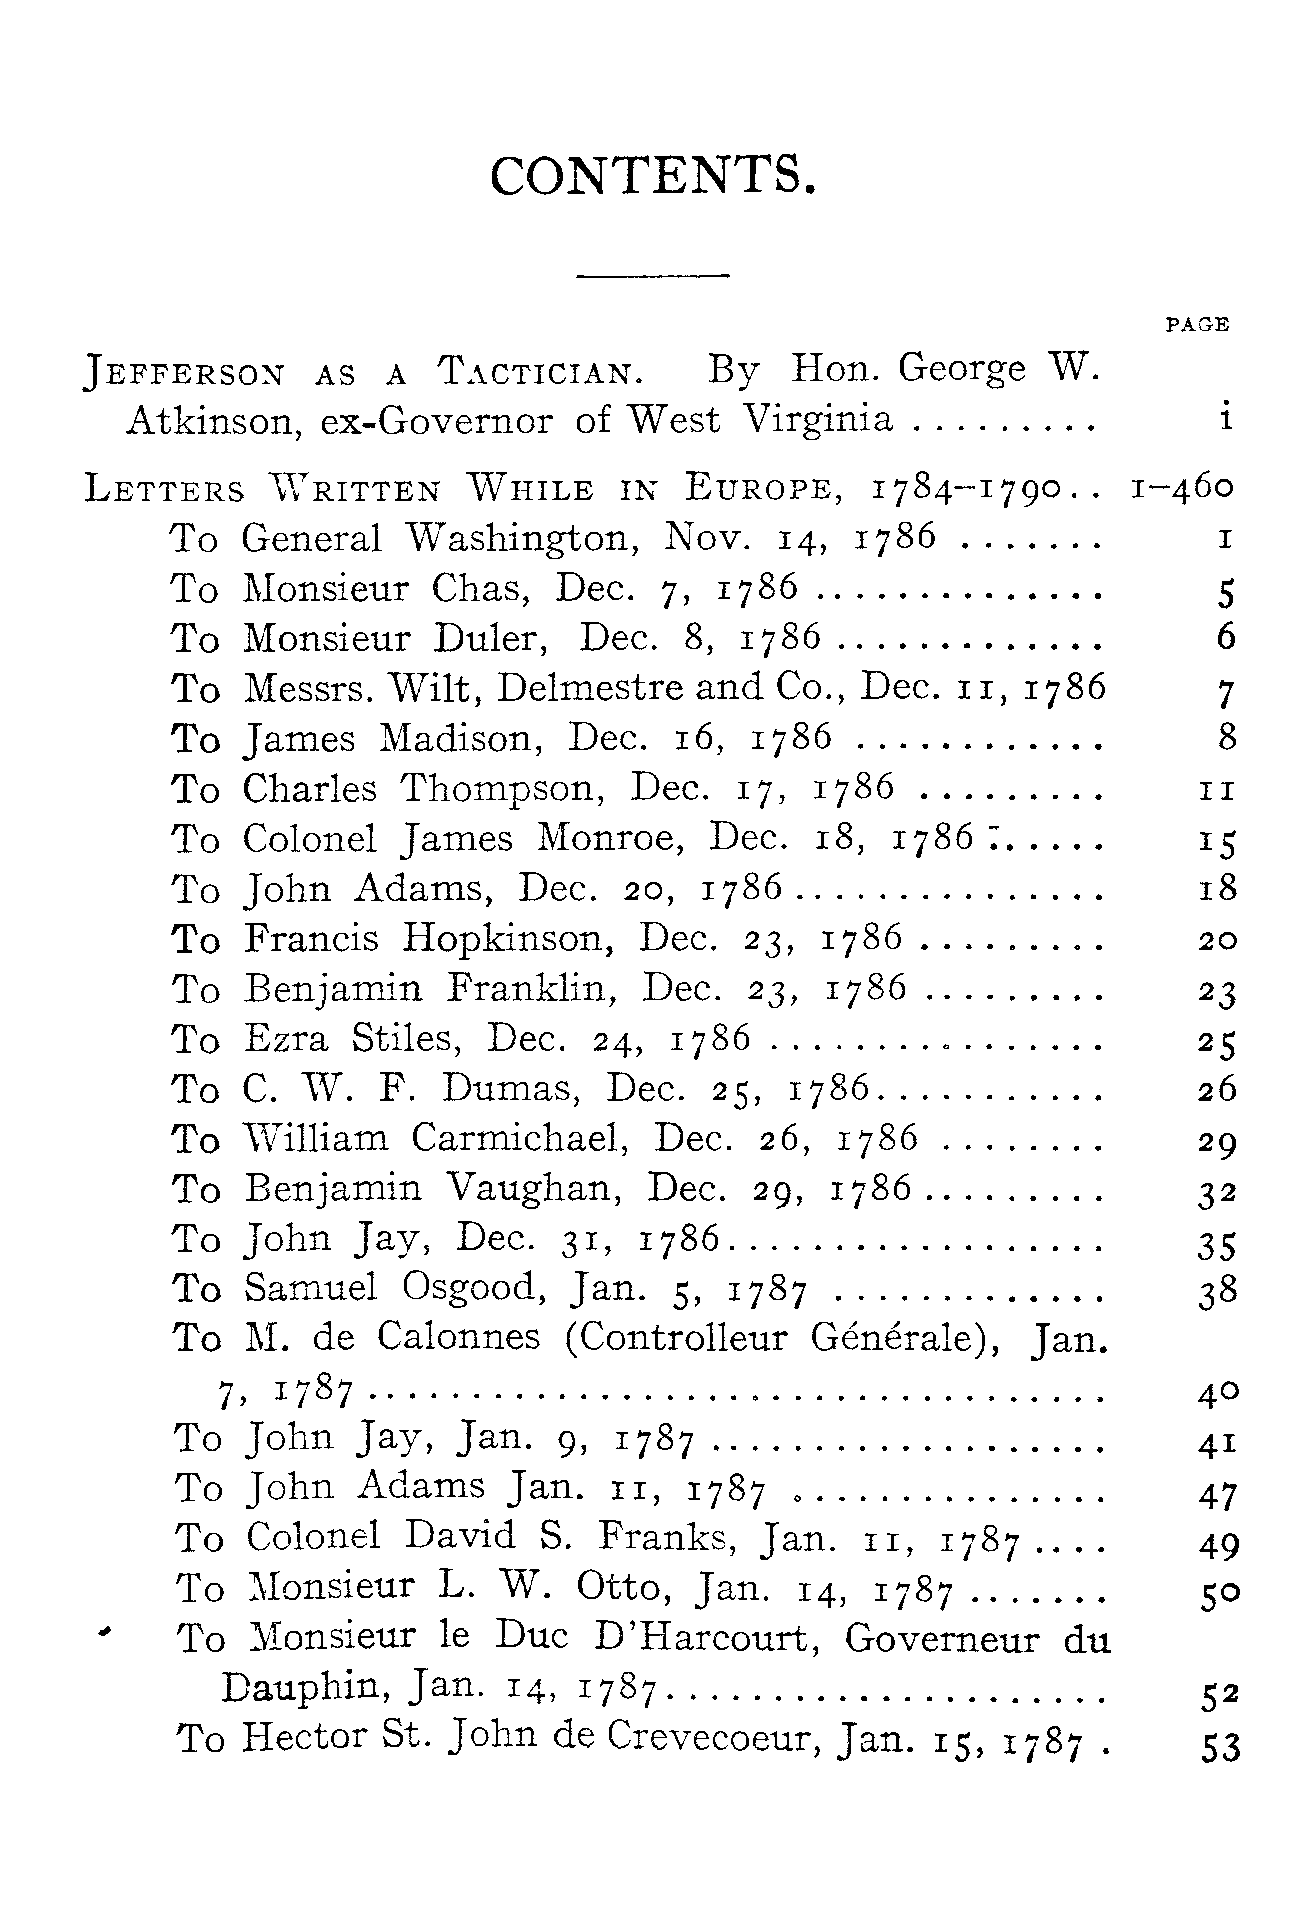 CONTENTS.
PAGE
JEFFERSON AS A TACTICIAN. By Hon. George W.
Atkinson, ex-Governor of West Virginia ......... i
LETTERS WRITTEN WHILE IN EUROPE, 1784–1790.. 1–460
To General Washington, Nov. 14, 1786 ....... 1
To Monsieur Chas, Dec. 7, 1786 .............. 5
To Monsieur Duler, Dec. 8, 1786 ............. 6
To Messrs. Wilt, Delmestre and Co., Dec. 11, 1786 7
To James Madison, Dec. 16, 1786 ............ 8
To Charles Thompson, Dec. 17, 1786 ......... 11
To Colonel James Monroe, Dec. 18, 1786 :..... 15
To John Adams, Dec. 20, 1786............... 18
To Francis Hopkinson, Dec. 23, 1786 ......... 20
To Benjamin Franklin, Dec. 23, 1786 ......... 23
To Ezra Stiles, Dec. 24, 1786 ................ 25
To C. W. F. Dumas, Dec. 25, 1786........... 26
To William Carmichael, Dec. 26, 1786 ........ 29
To Benjamin Vaughan, Dec. 29, 1786 ......... 32
To John Jay, Dec. 31, 1786.................. 35
To Samuel Osgood, Jan. 5, 1787 ............. 38
To M. de Calonnes (Controlleur Générale), Jan.
7, 1787 ................................... 40
To John Jay, Jan. 9, 1787 ................... 41
To John Adams Jan. 11, 1787 ............... 47
To Colonel David S. Franks, Jan. 11, 1787 .... 49
To Monsieur L. W. Otto, Jan. 14, 1787 ....... 50
To Monsieur le Duc D'Harcourt, Governeur du
Dauphin, Jan. 14, 1787..................... 52
To Hector St. John de Crevecoeur, Jan. 15, 1787 . 53